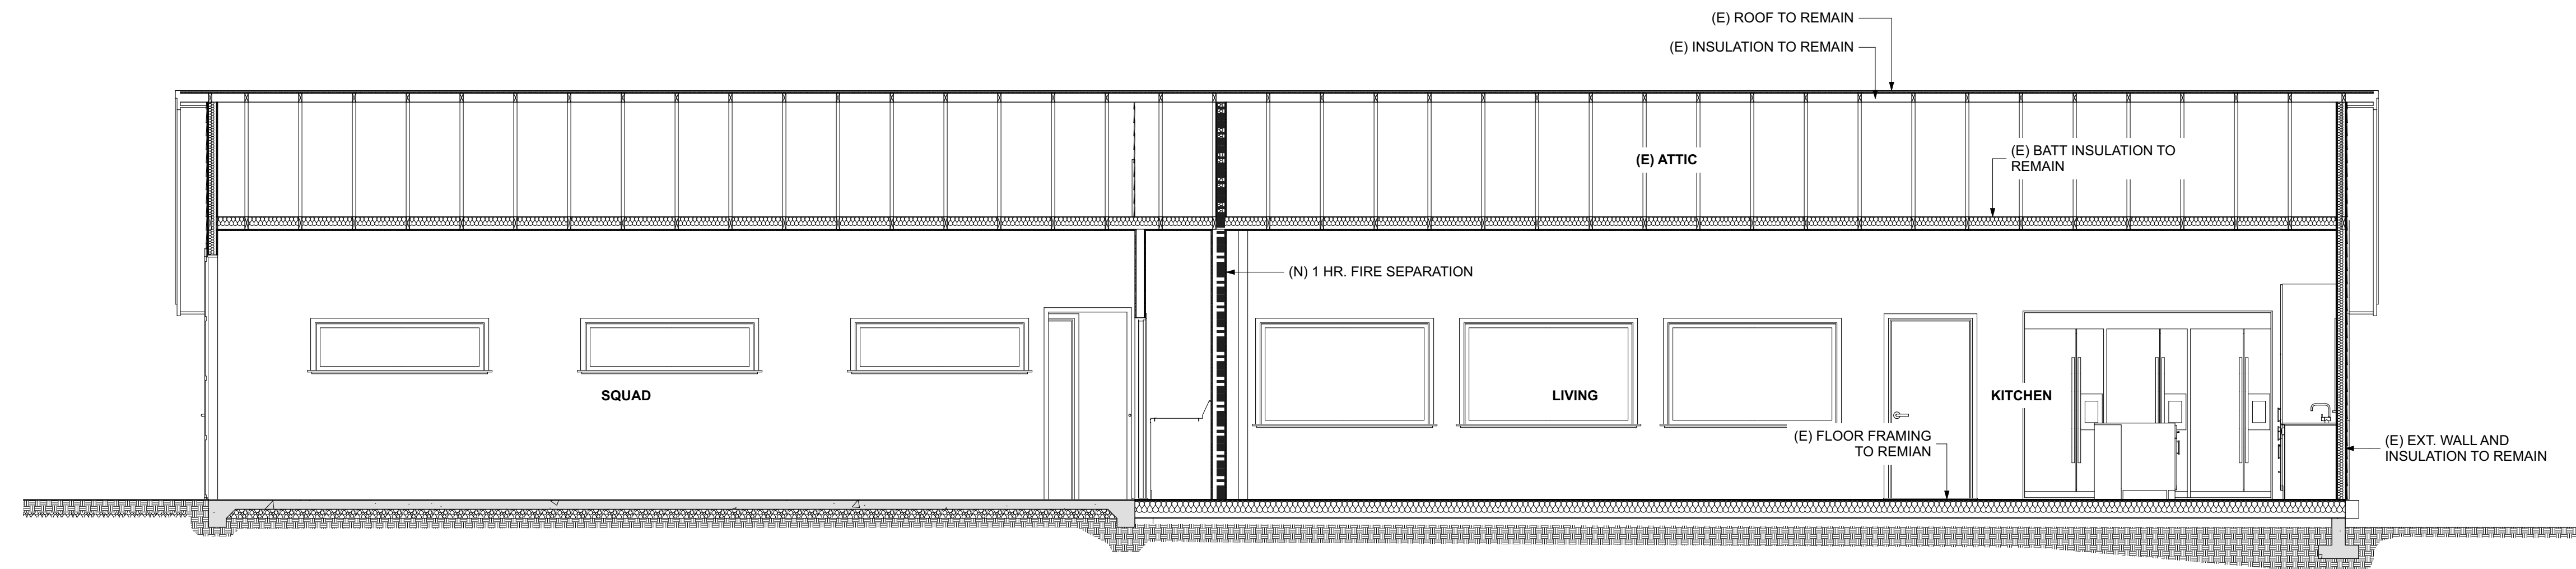 (E) ROOF TO REMAIN
(E) INSULATION TO REMAIN
(E) ATTIC
(E) BATT INSULATION TO
REMAIN
(N) 1 HR. FIRE SEPARATION
SQUAD
LIVING
KITCHEN
(E) FLOOR FRAMING
TO REMIAN
(E) EXT. WALL AND
INSULATION TO REMAIN